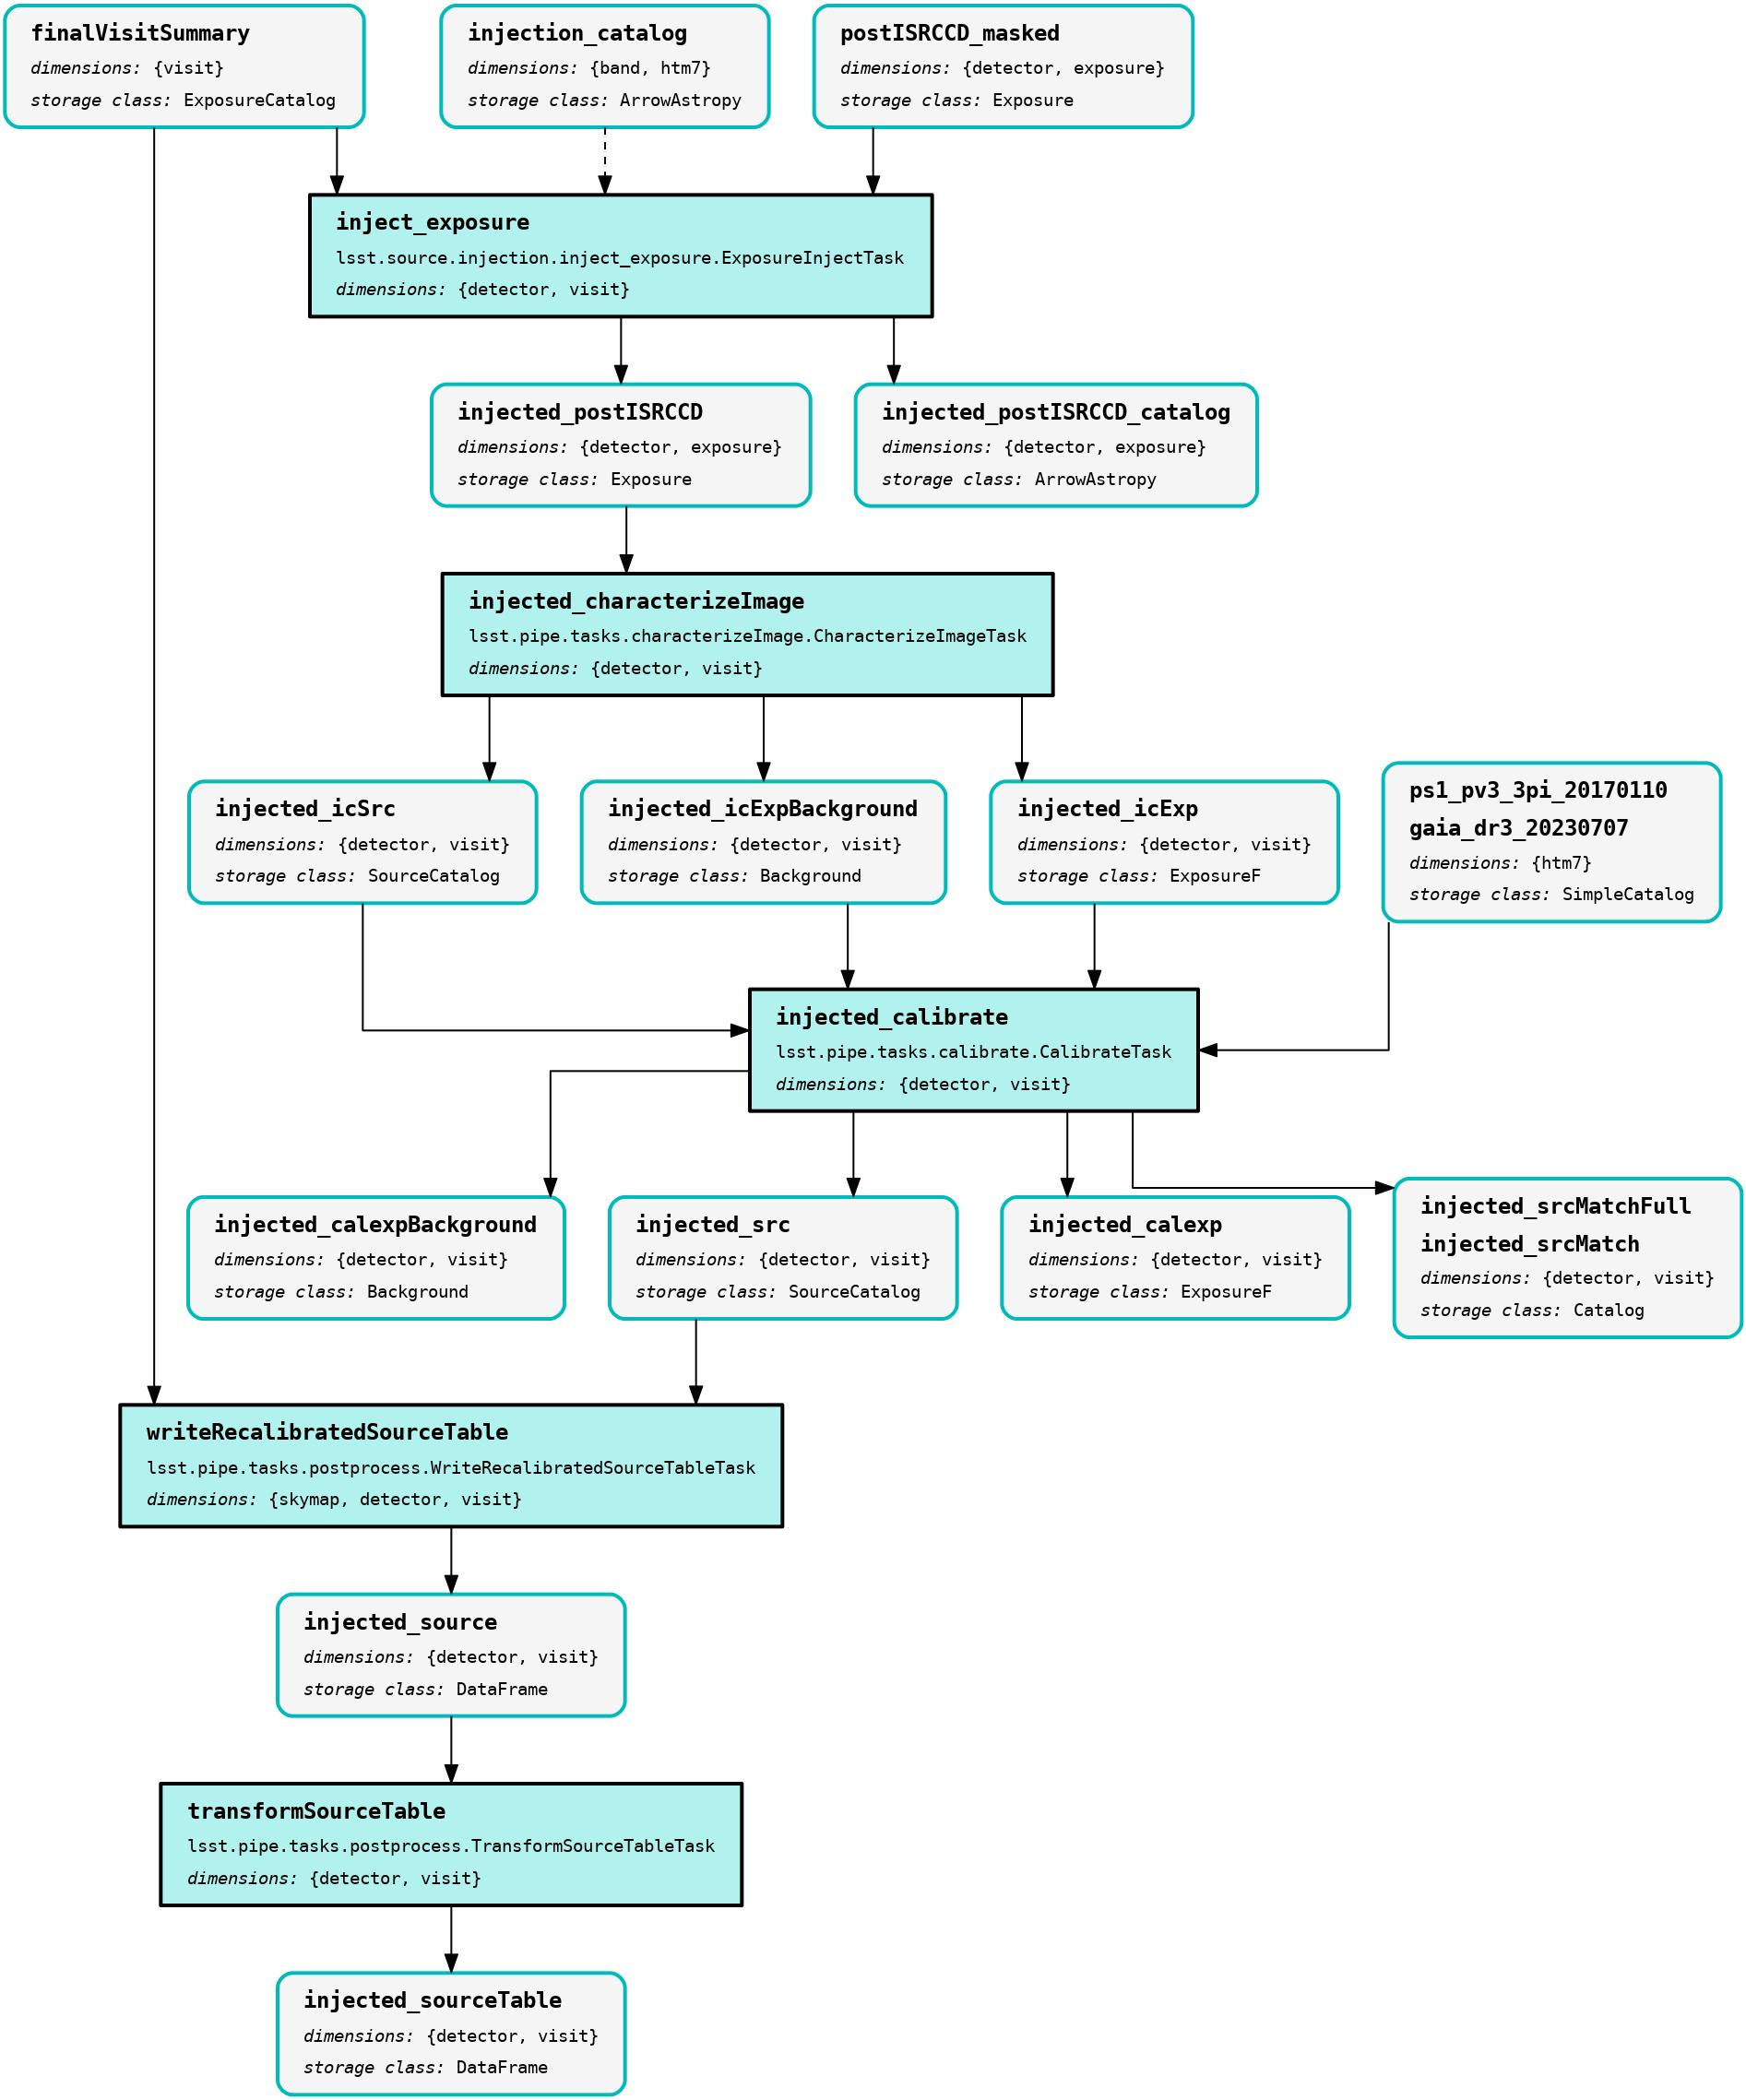 finalVisitSummary
dimensions: {visit}
storage class: ExposureCatalog
injection_catalog
dimensions: {band, htm7}
storage class: ArrowAstropy
postISRCCD_masked
dimensions: {detector, exposure}
storage class: Exposure
inject_exposure
lsst.source.injection.inject_exposure.ExposureInjectTask
dimensions: {detector, visit}
injected_postISRCCD
dimensions: {detector, exposure}
storage class: Exposure
injected_postISRCCD_catalog
dimensions: {detector, exposure}
storage class: ArrowAstropy
injected_characterizeImage
lsst.pipe.tasks.characterizeImage.CharacterizeImageTask
dimensions: {detector, visit}
injected_icSrc
dimensions: {detector, visit}
storage class: SourceCatalog
injected_icExpBackground
dimensions: {detector, visit}
storage class: Background
injected_icExp
dimensions: {detector, visit}
storage class: ExposureF
ps1_pv3_3pi_20170110
gaia_dr3_20230707
dimensions: {htm7}
storage class: SimpleCatalog
injected_calibrate
lsst.pipe.tasks.calibrate.CalibrateTask
dimensions: {detector, visit}
injected_calexpBackground
dimensions: {detector, visit}
storage class: Background
injected_src
dimensions: {detector, visit}
storage class: SourceCatalog
injected_calexp
dimensions: {detector, visit}
storage class: ExposureF
injected_srcMatchFull
injected_srcMatch
dimensions: {detector, visit}
storage class: Catalog
writeRecalibratedSourceTable
lsst.pipe.tasks.postprocess.WriteRecalibratedSourceTableTask
dimensions: {skymap, detector, visit}
injected_source
dimensions: {detector, visit}
storage class: DataFrame
transformSourceTable
lsst.pipe.tasks.postprocess.TransformSourceTableTask
dimensions: {detector, visit}
injected_sourceTable
dimensions: {detector, visit}
storage class: DataFrame